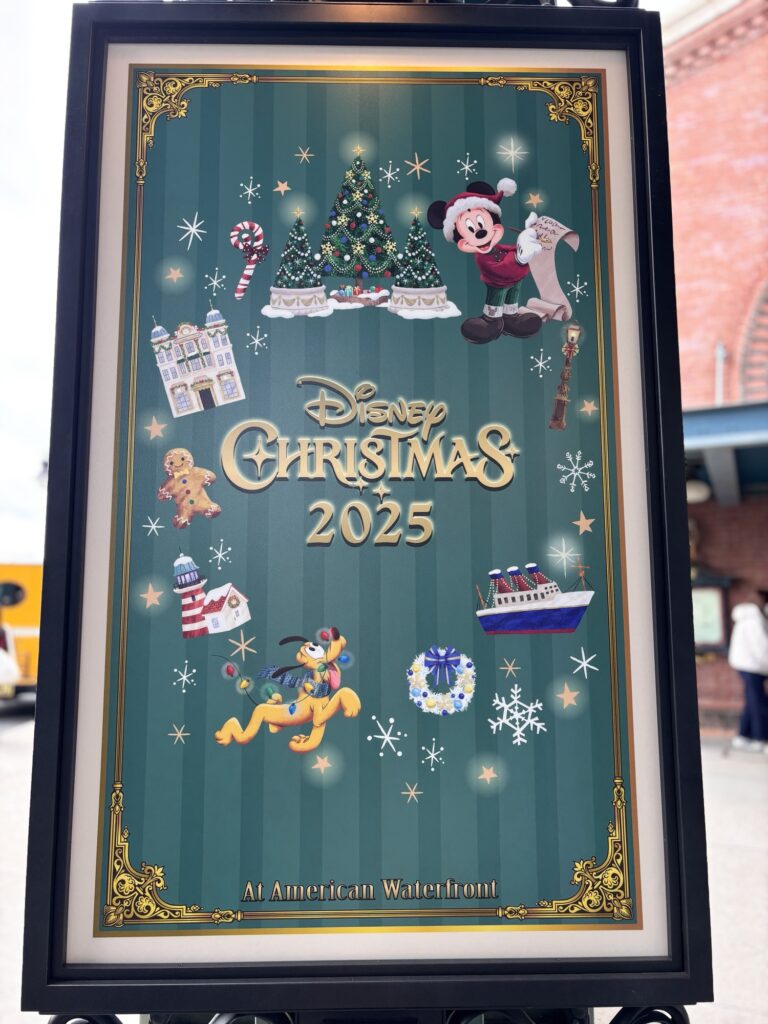 Disney
Christmas
2025
At American Waterfront